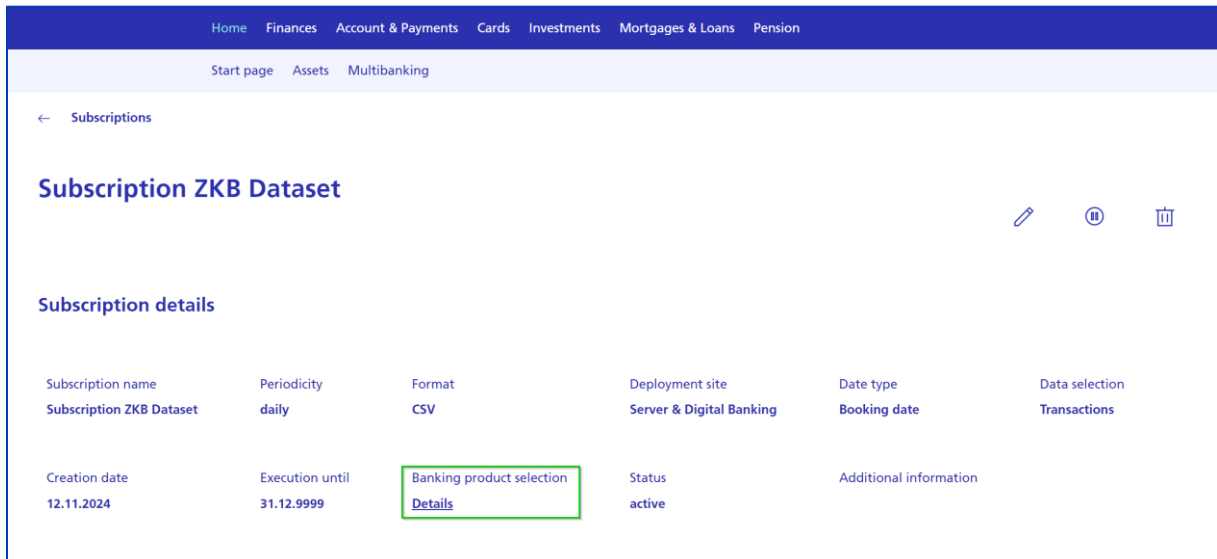 Home Finances Account & Payments Cards Investments Mortgages & Loans Pension
Start page Assets Multibanking
← Subscriptions
Subscription ZKB Dataset
Subscription details
Subscription name Periodicity Format Deployment site Date type Data selection
Subscription ZKB Dataset daily CSV Server & Digital Banking Booking date Transactions
Creation date Execution until Banking product selection Status Additional information
12.11.2024 31.12.9999 Details active